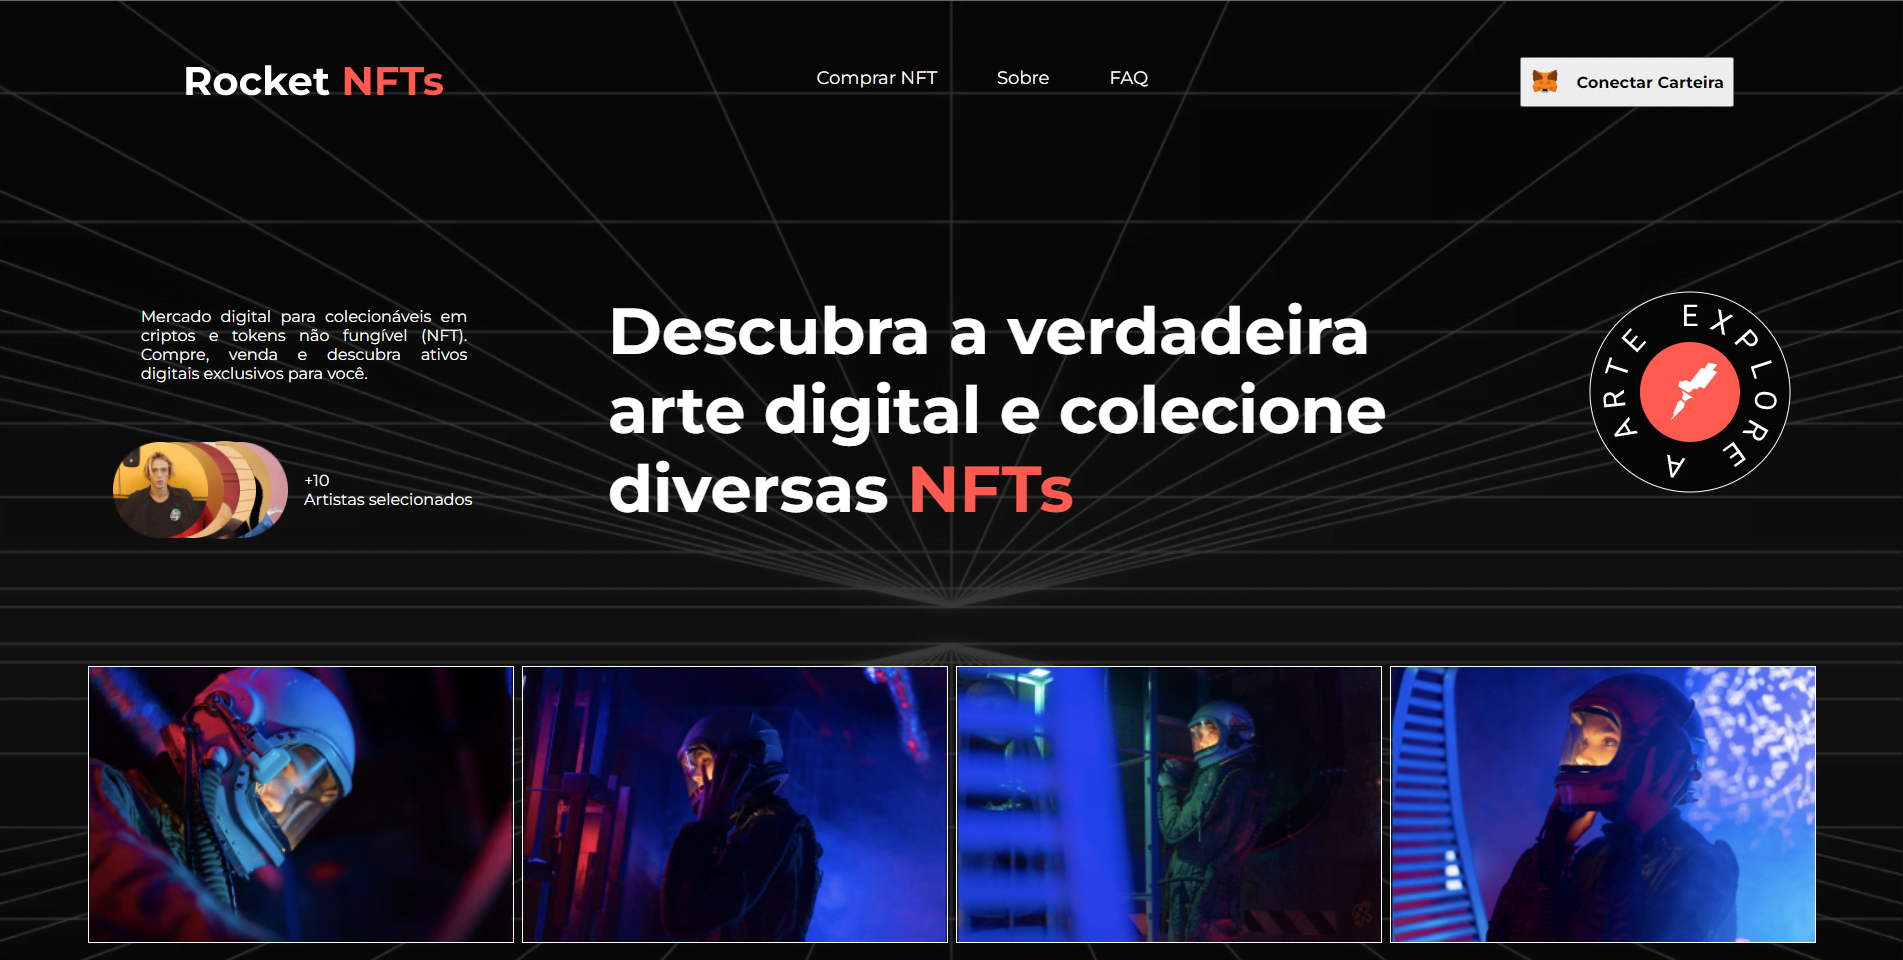 Rocket NFTs
Comprar NFT
Sobre
FAQ
Conectar Carteira
Mercado digital para colecionáveis em
criptos e tokens não fungível (NFT).
Compre, venda e descubra ativos
digitais exclusivos para você.
+10
Artistas selecionados
Descubra a verdadeira
arte digital e colecione
diversas NFTs
EXPLORE A ARTE